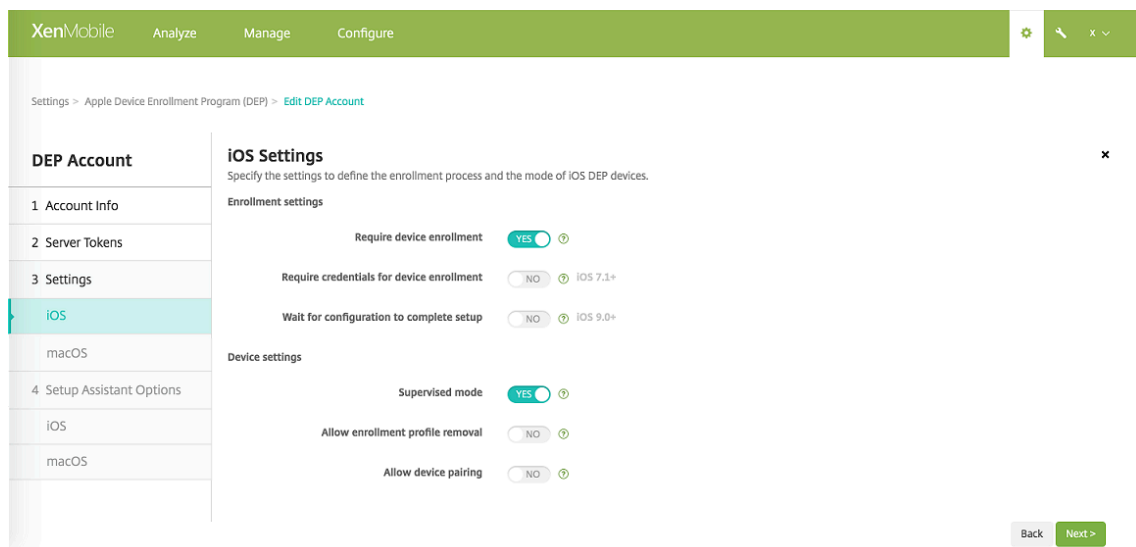 XenMobile Analyze Manage Configure X
Settings > Apple Device Enrollment Program (DEP) > Edit DEP Account
DEP Account
1 Account Info
2 Server Tokens
3 Settings
iOS
macOS
4 Setup Assistant Options
iOS
macOS
iOS Settings
Specify the settings to define the enrollment process and the mode of iOS DEP devices.
Enrollment settings
Require device enrollment YES
Require credentials for device enrollment NO iOS 7.1+
Wait for configuration to complete setup NO iOS 9.0+
Device settings
Supervised mode YES
Allow enrollment profile removal NO
Allow device pairing NO
Back Next >